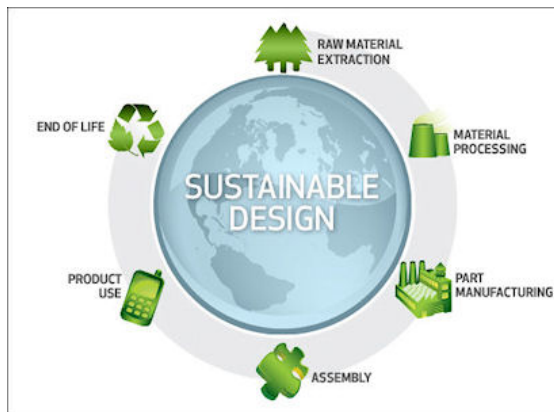 RAW MATERIAL
EXTRACTION
END OF LIFE
MATERIAL
PROCESSING
SUSTAINABLE
DESIGN
PRODUCT
USE
PART
MANUFACTURING
ASSEMBLY